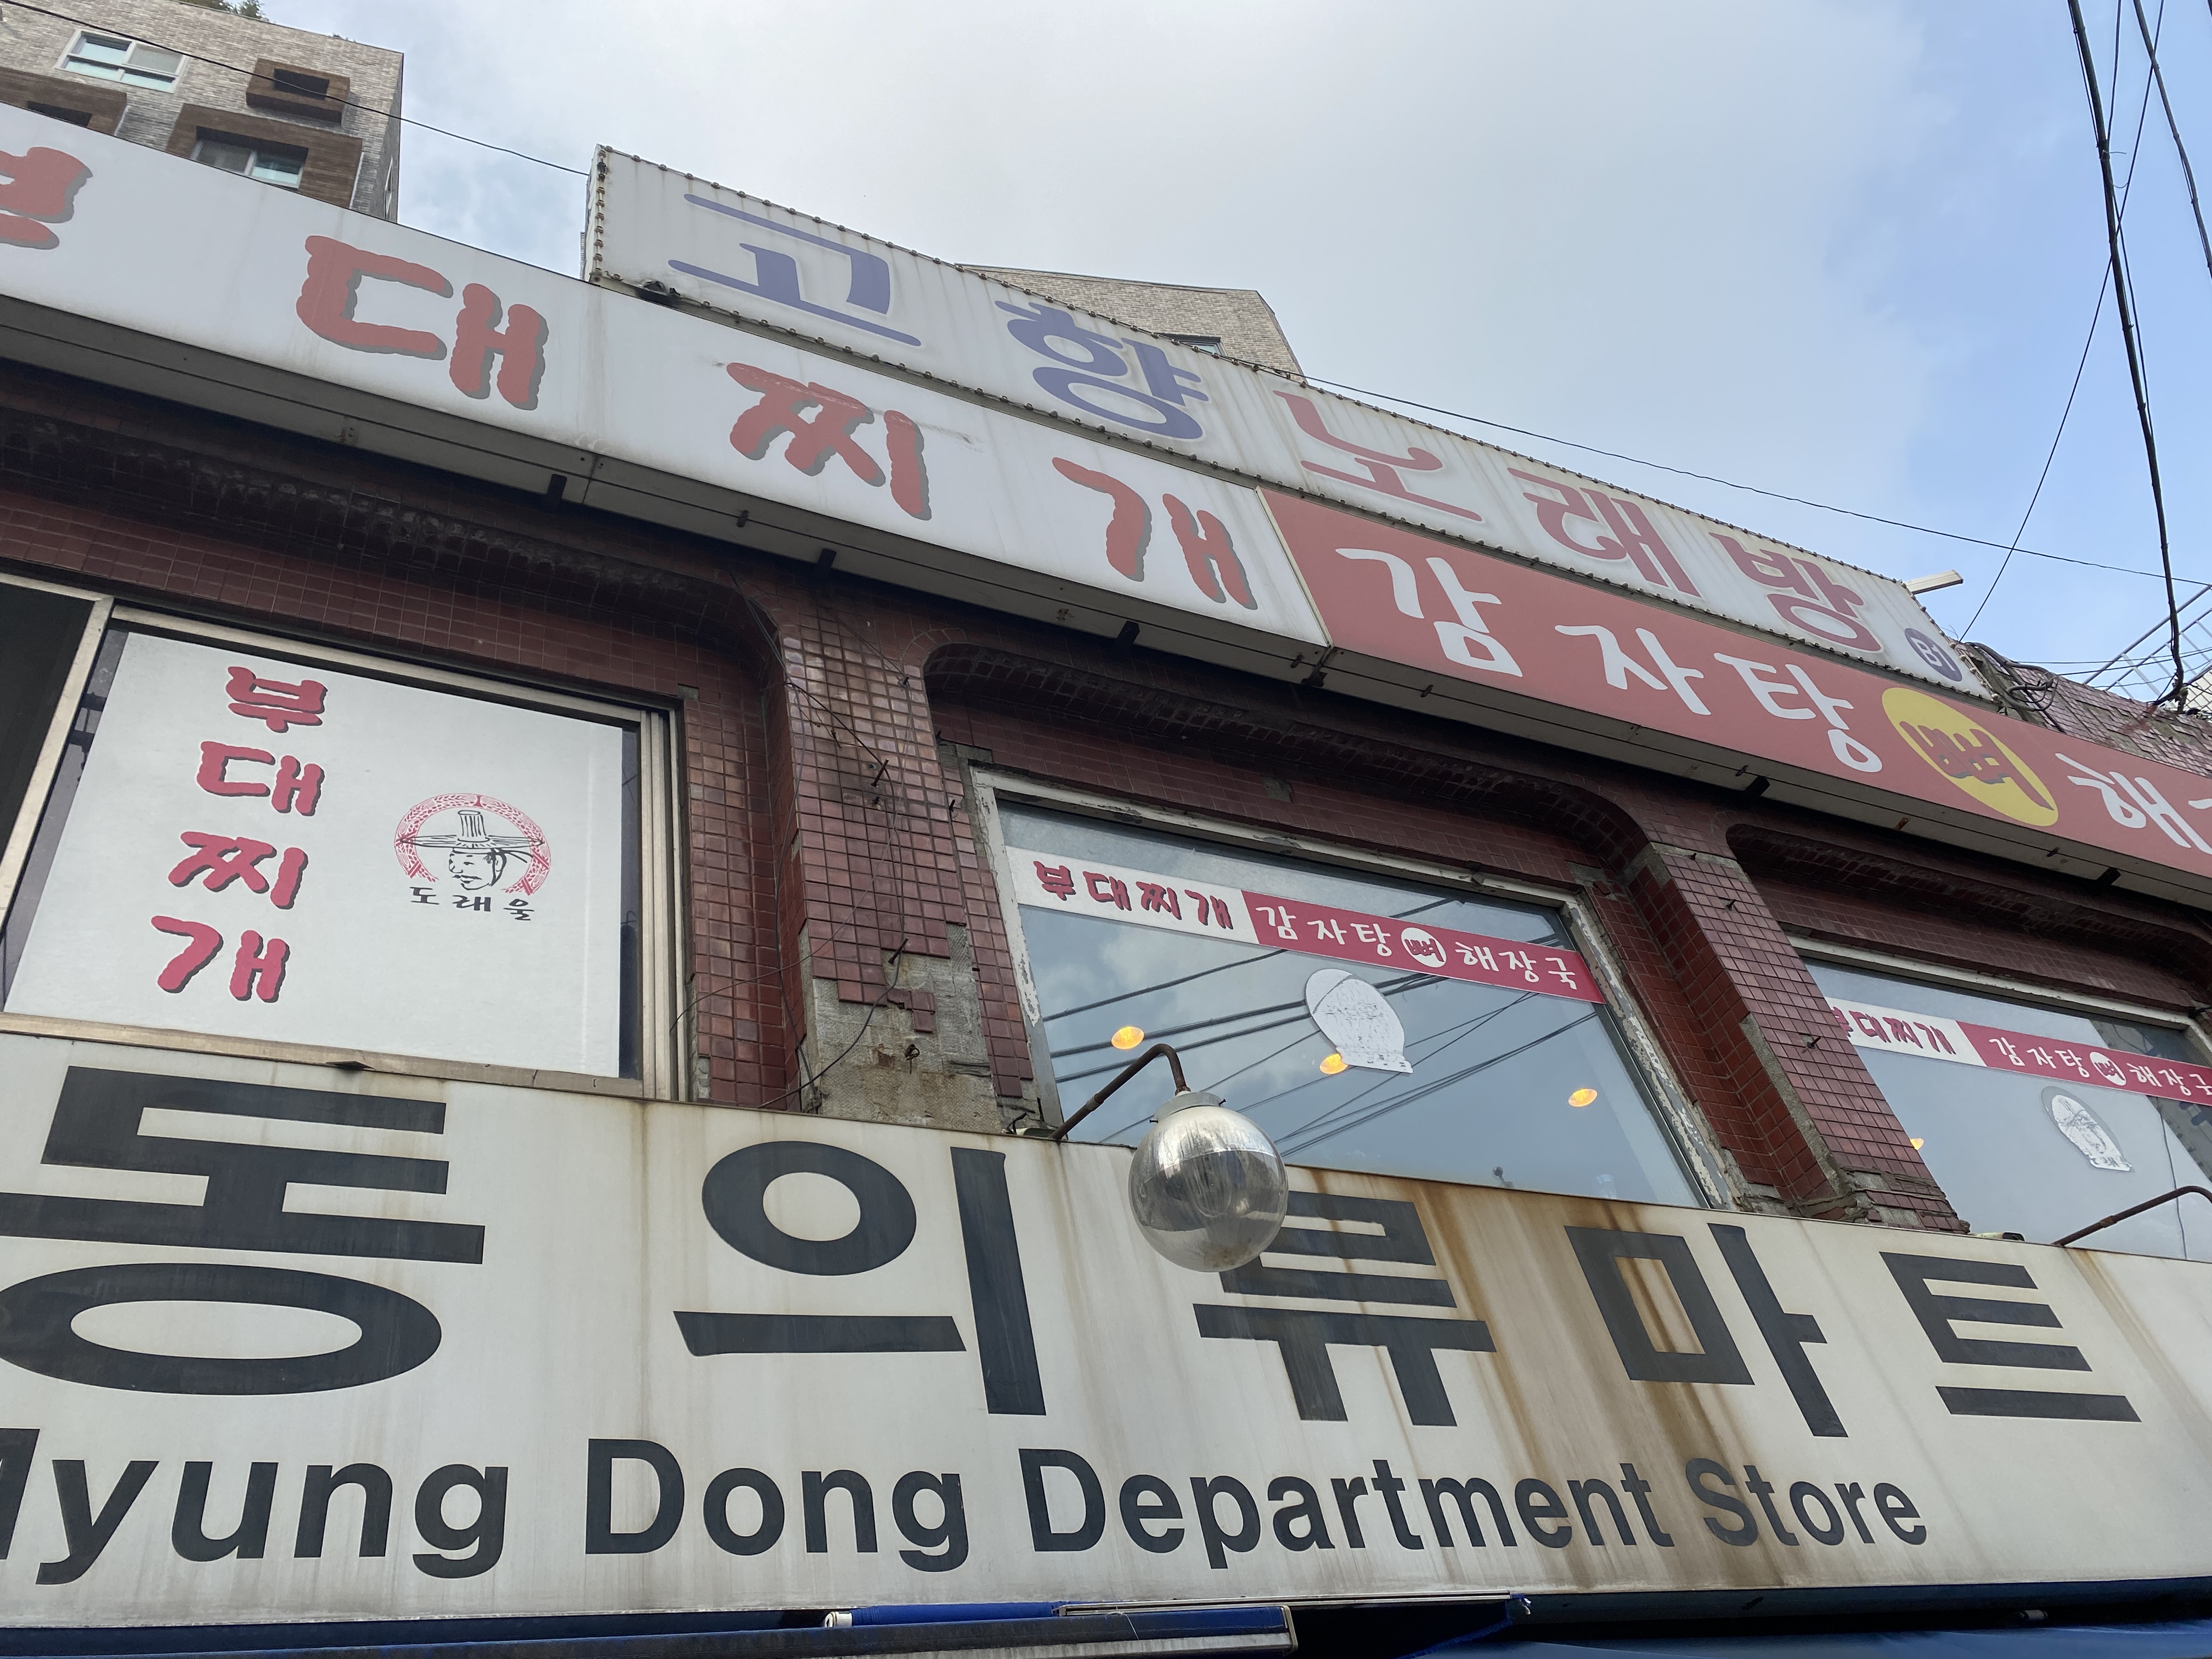 고향노래방
대찌개 감자탕 뼈 해
부대찌개
도래울
부대찌개 감자탕 뼈 해장국
부대찌개 감자탕 뼈 해장국
동의류마트
yung Dong Department Store